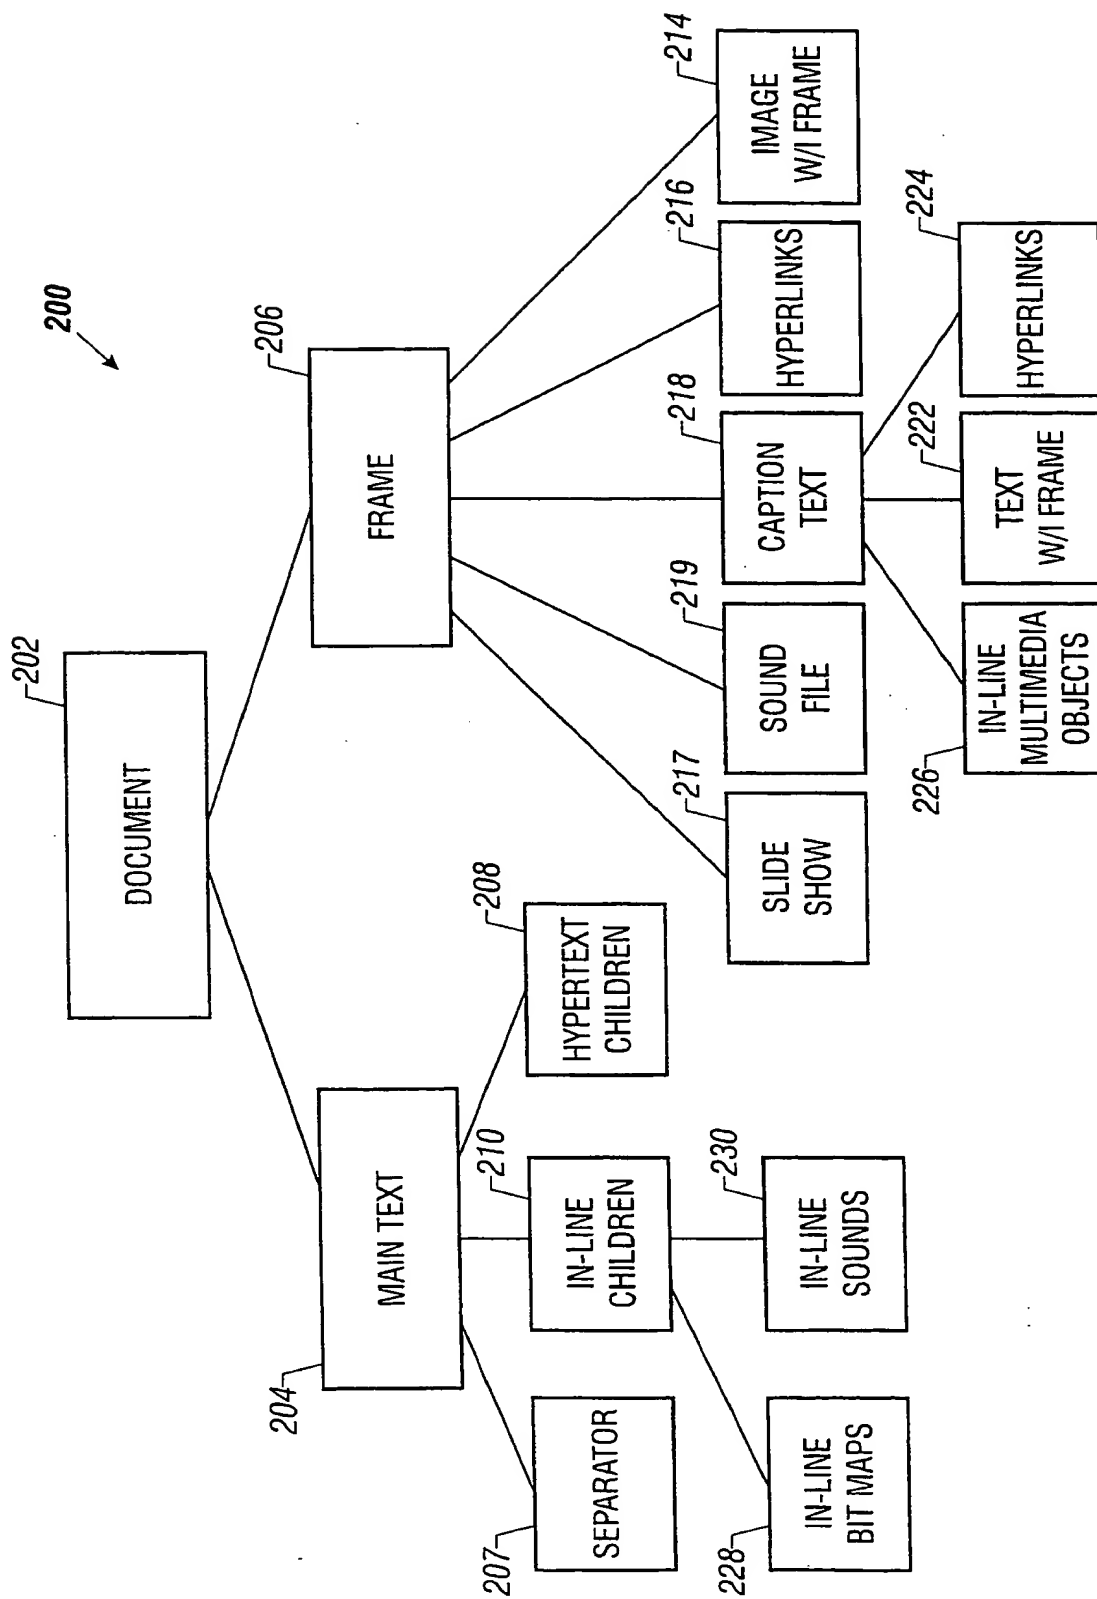 200
202
DOCUMENT
204
MAIN TEXT
206
FRAME
207
SEPARATOR
210
IN-LINE
CHILDREN
208
HYPERTEXT
CHILDREN
217
SLIDE
SHOW
219
SOUND
FILE
218
CAPTION
TEXT
216
HYPERLINKS
214
IMAGE
W/I FRAME
228
IN-LINE
BIT MAPS
230
IN-LINE
SOUNDS
226
IN-LINE
MULTIMEDIA
OBJECTS
222
TEXT
W/I FRAME
224
HYPERLINKS